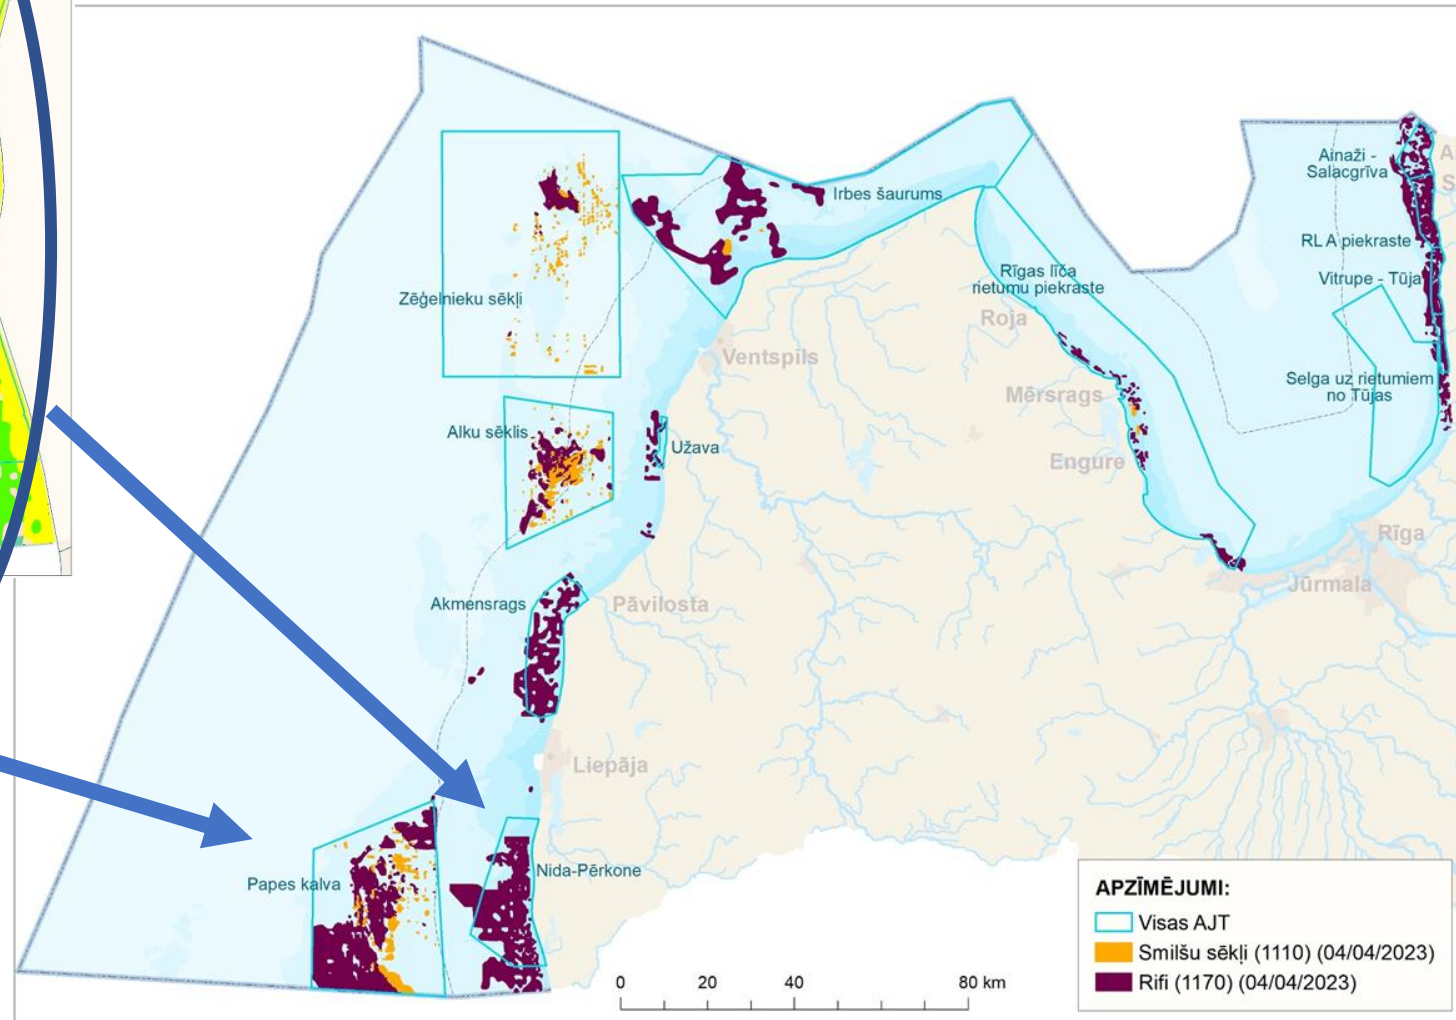 Ainaži -
Salacgrīva
A
S
Irbes šaurums
RL A piekraste
Rīgas līča
rietumu piekraste
Vitrupe - Tūja
Zēģelnieku sēkļi
Roja
Ventspils
Selga uz rietumiem
no Tūjas
Mērsrags
Alku sēklis
Užava
Engure
Rīga
Jūrmala
Akmensrags
Pāvilosta
Liepāja
Nida-Pērkone
Papes kalva
APZĪMĒJUMI:
Visas AJT
Smilšu sēkļi (1110) (04/04/2023)
Rifi (1170) (04/04/2023)
0 20 40 80 km